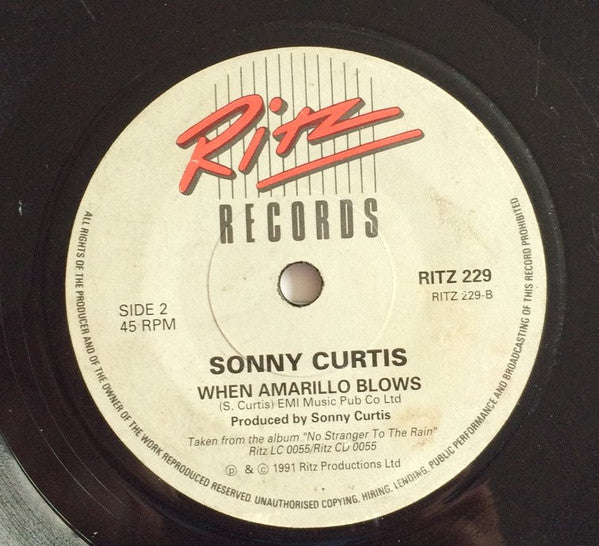 Ritz
RECORDS
RITZ 229
RITZ 229-B
SIDE 2
45 RPM
SONNY CURTIS
WHEN AMARILLO BLOWS
(S. Curtis) EMI Music Pub Co Ltd
Produced by Sonny Curtis
Taken from the album "No Stranger To The Rain"
Ritz LC 0055/Ritz CD 0055
℗ & © 1991 Ritz Productions Ltd
ALL RIGHTS OF THE PRODUCER AND OF THE OWNER OF THE WORK REPRODUCED RESERVED. UNAUTHORISED COPYING, HIRING, LENDING, PUBLIC PERFORMANCE AND BROADCASTING OF THIS RECORD PROHIBITED